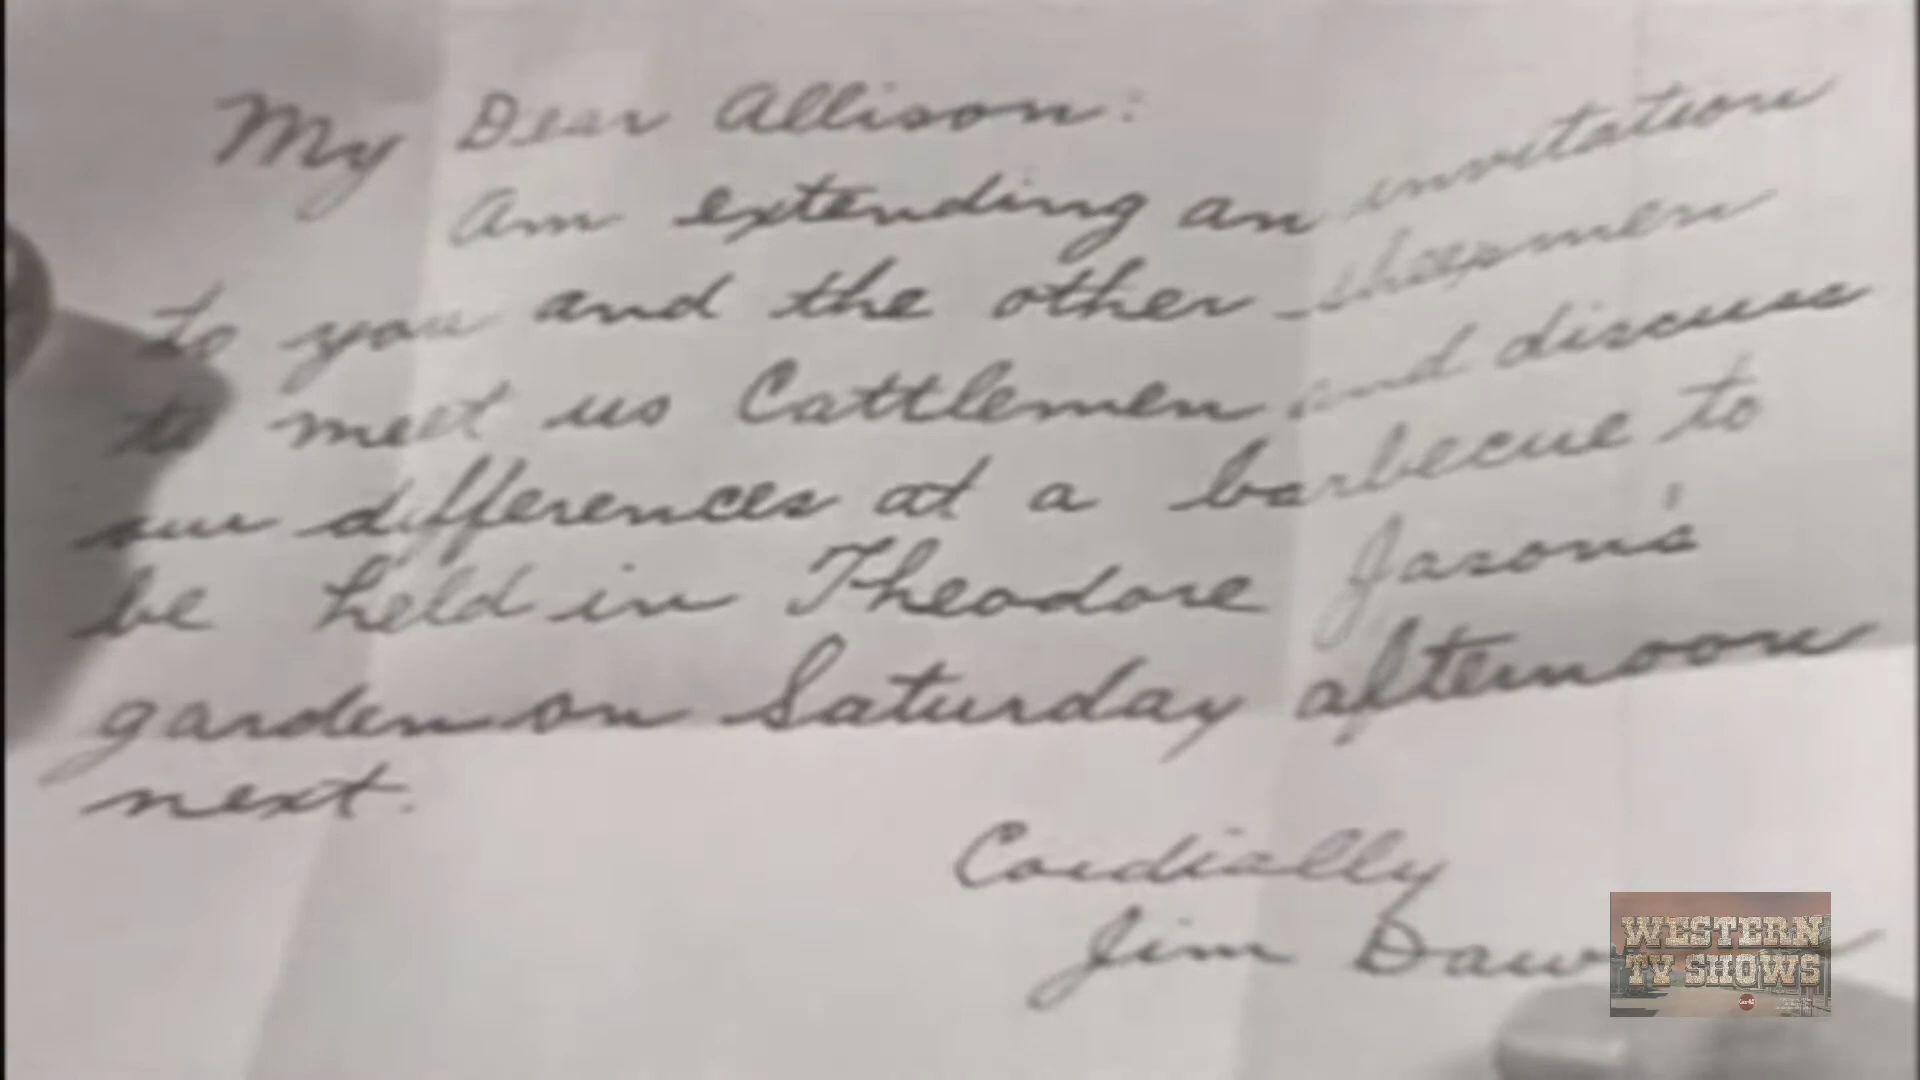 My Dear Allison:
Am extending an invitation
to you and the other sheepmen
to meet us Cattlemen and discuss
our differences at a barbecue to
be held in Theodore Jason's
garden on Saturday afternoon
next.
Cordially
Jim
WESTERN
TV SHOWS